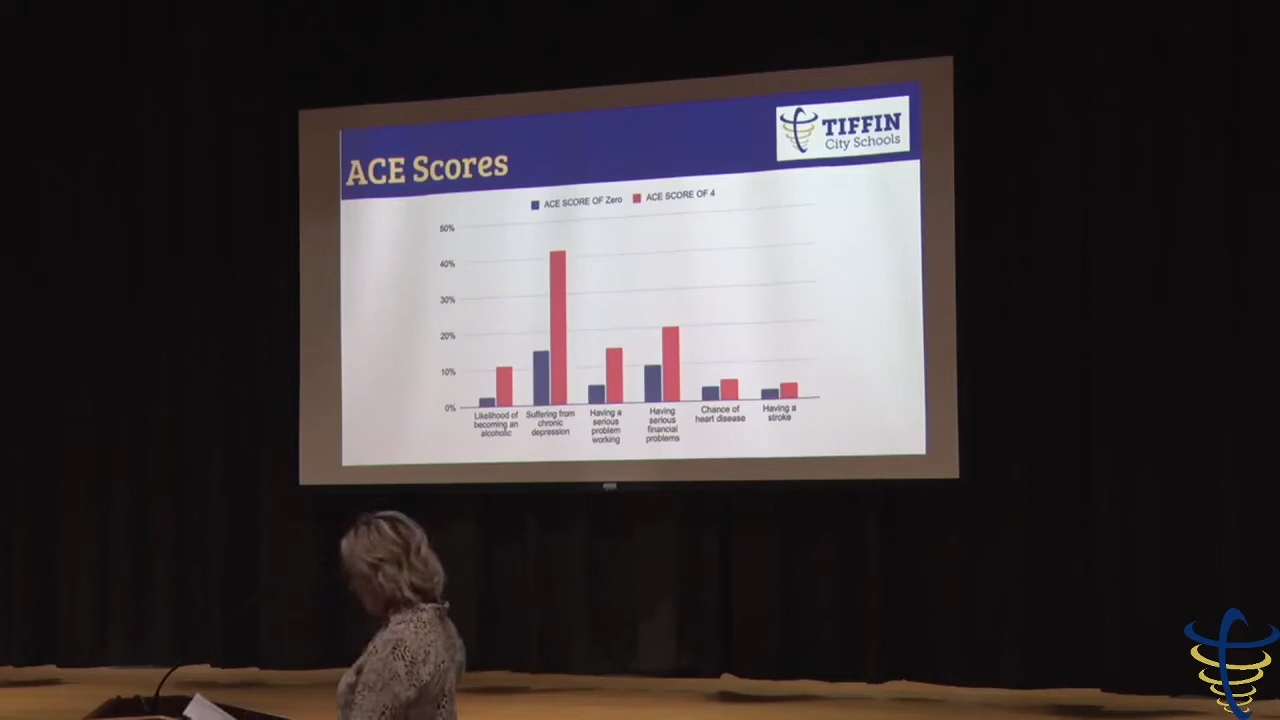 TIFFIN
City Schools
ACE Scores
ACE SCORE OF Zero
ACE SCORE OF 4
50%
40%
30%
20%
10%
0%
Likelihood of
becoming an
alcoholic
Suffering from
chronic
depression
Having a
serious
problem
working
Having
serious
financial
problems
Chance of
heart disease
Having a
stroke